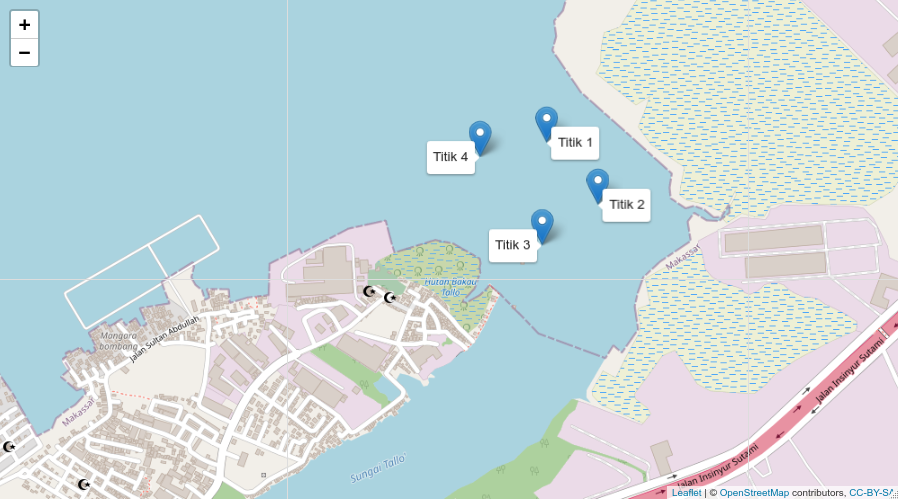 +
−
Titik 1
Titik 4
Titik 2
Titik 3
Makassar
Hutan Bakau
Tallo
Mangara
bombang
Jalan Sultan Abdullah
Makassar
Jalan Insinyur Sutami
Jalan Insinyur Sutami
Sungai Tallo
Leaflet | © OpenStreetMap contributors, CC-BY-SA